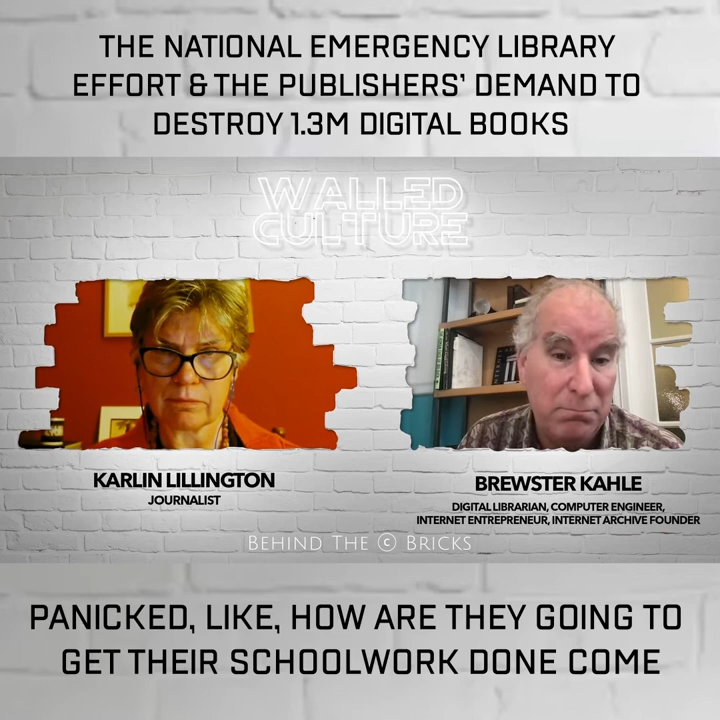 THE NATIONAL EMERGENCY LIBRARY
EFFORT & THE PUBLISHERS' DEMAND TO
DESTROY 1.3M DIGITAL BOOKS
WALLED
CULTURE
KARLIN LILLINGTON
JOURNALIST
BREWSTER KAHLE
DIGITAL LIBRARIAN, COMPUTER ENGINEER,
INTERNET ENTREPRENEUR, INTERNET ARCHIVE FOUNDER
BEHIND THE © BRICKS
PANICKED, LIKE, HOW ARE THEY GOING TO
GET THEIR SCHOOLWORK DONE COME